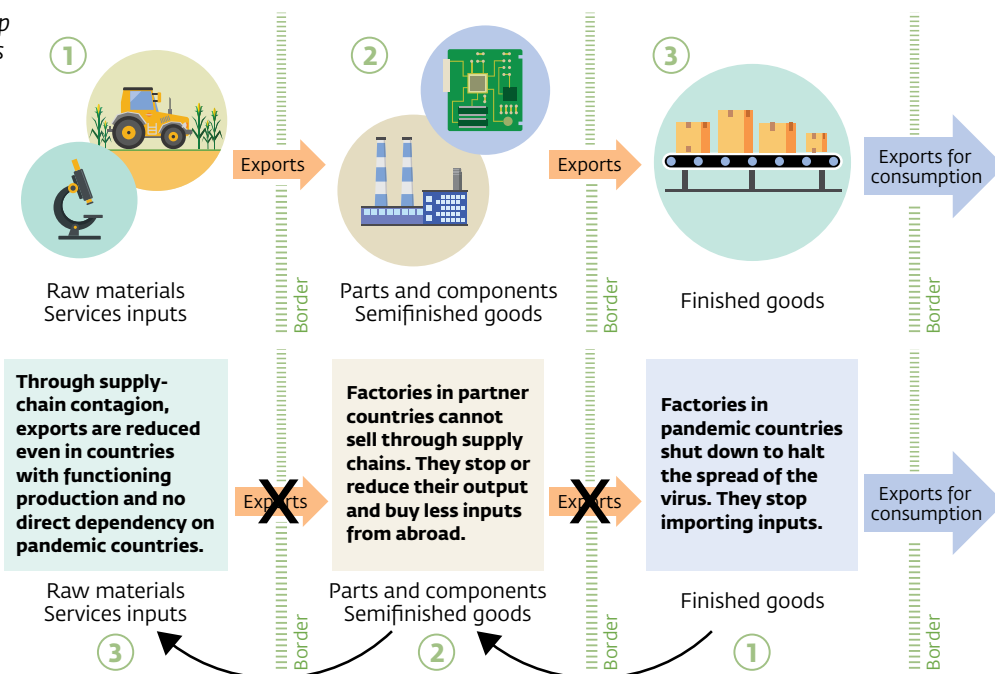 p
s
1
2
3
Exports
Exports
Exports for
consumption
Raw materials
Services inputs
Border
Parts and components
Semifinished goods
Border
Finished goods
Border
Through supply-
chain contagion,
exports are reduced
even in countries
with functioning
production and no
direct dependency on
pandemic countries.
Exports
Factories in partner
countries cannot
sell through supply
chains. They stop or
reduce their output
and buy less inputs
from abroad.
Exports
Factories in
pandemic countries
shut down to halt
the spread of the
virus. They stop
importing inputs.
Exports for
consumption
Raw materials
Services inputs
Border
Parts and components
Semifinished goods
Border
Finished goods
Border
3
2
1